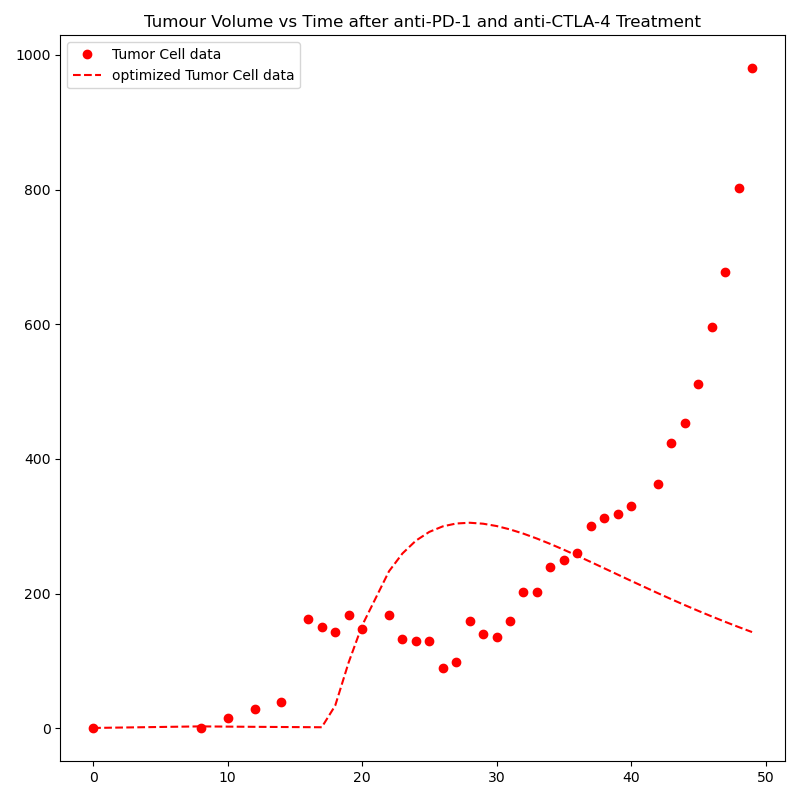 Tumour Volume vs Time after anti-PD-1 and anti-CTLA-4 Treatment
Tumor Cell data
optimized Tumor Cell data
1000
800
600
400
200
0
0 10 20 30 40 50